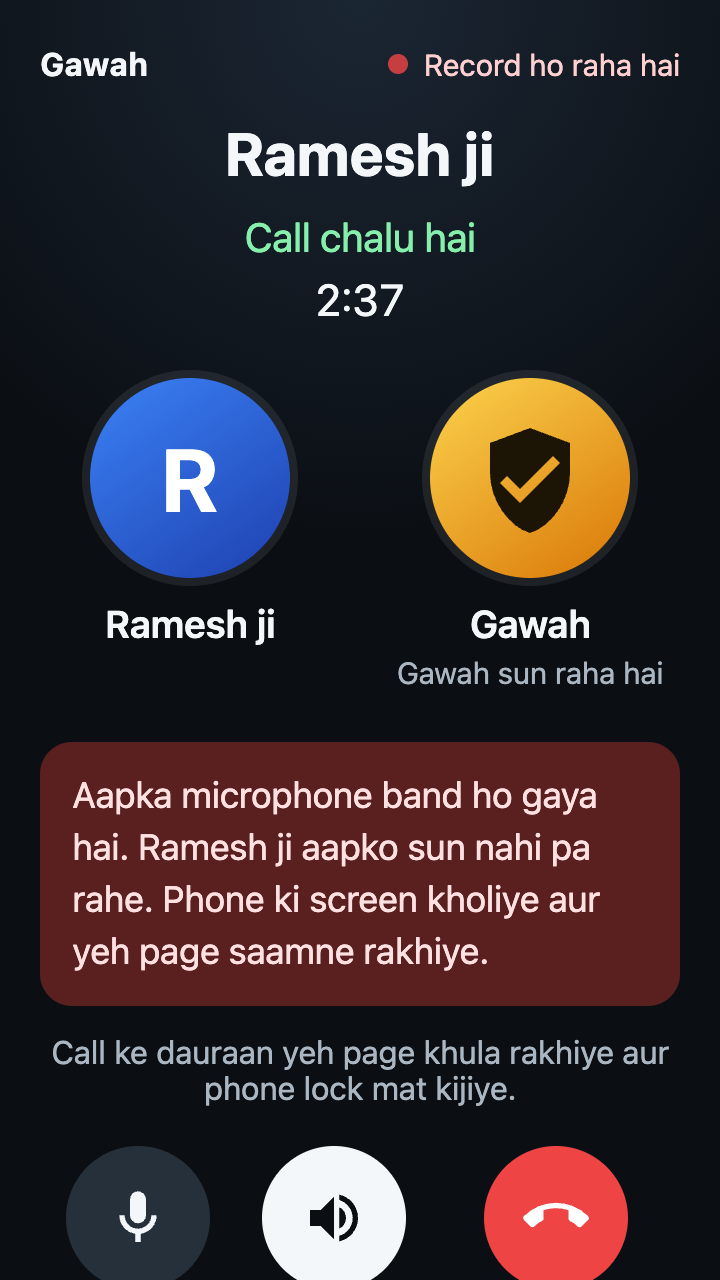 Gawah
Record ho raha hai
Ramesh ji
Call chalu hai
2:37
R
Ramesh ji
Gawah
Gawah sun raha hai
Aapka microphone band ho gaya
hai. Ramesh ji aapko sun nahi pa
rahe. Phone ki screen kholiye aur
yeh page saamne rakhiye.
Call ke dauraan yeh page khula rakhiye aur
phone lock mat kijiye.